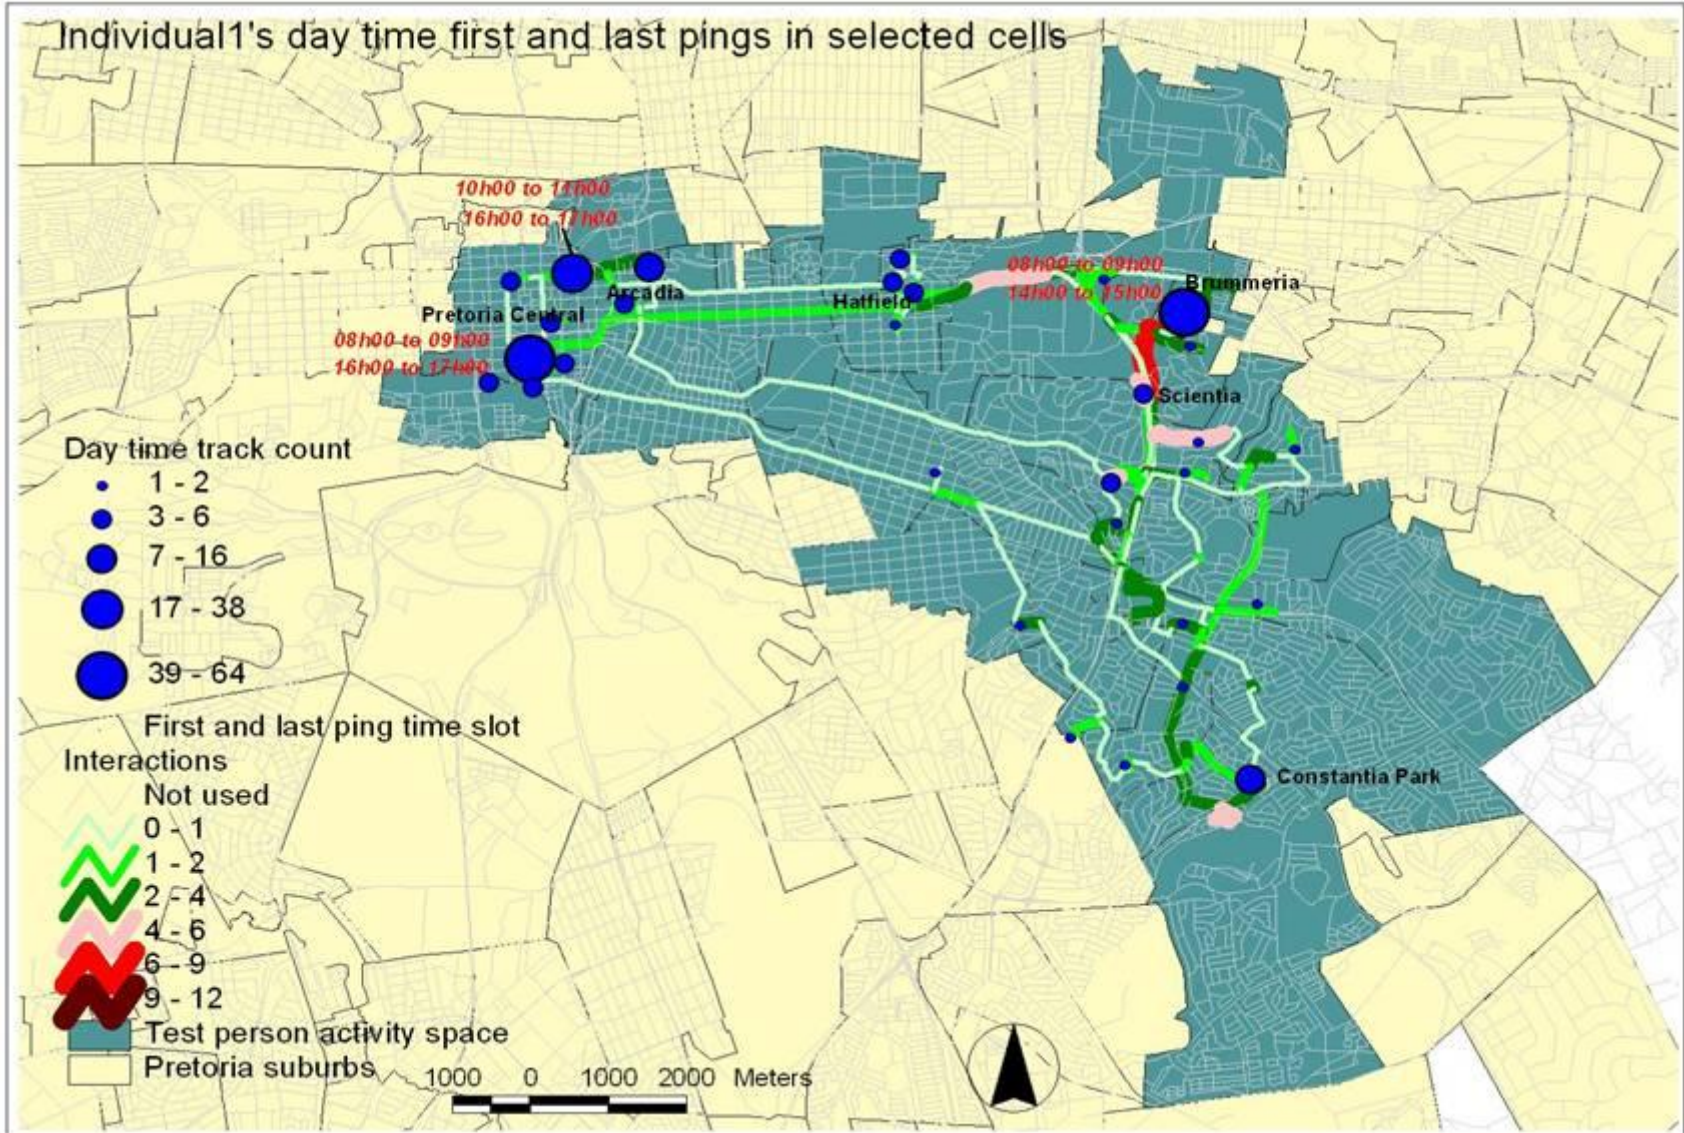 Individual1's day time first and last pings in selected cells
10h00 to 11h00
16h00 to 17h00
08h00 to 09h00
14h00 to 15h00
Brummeria
Arcadia
Hatfield
Pretoria Central
08h00 to 09h00
16h00 to 17h00
Scientia
Constantia Park
Day time track count
1 - 2
3 - 6
7 - 16
17 - 38
39 - 64
First and last ping time slot
Interactions
Not used
0 - 1
1 - 2
2 - 4
4 - 6
6 - 9
9 - 12
Test person activity space
Pretoria suburbs
1000 0 1000 2000 Meters